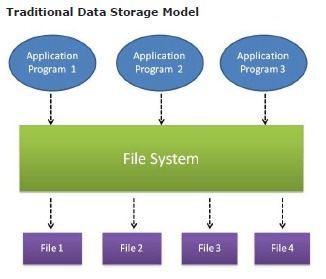 Traditional Data Storage Model
Application
Program 1
Application
Program 2
Application
Program 3
File System
File 1
File 2
File 3
File 4